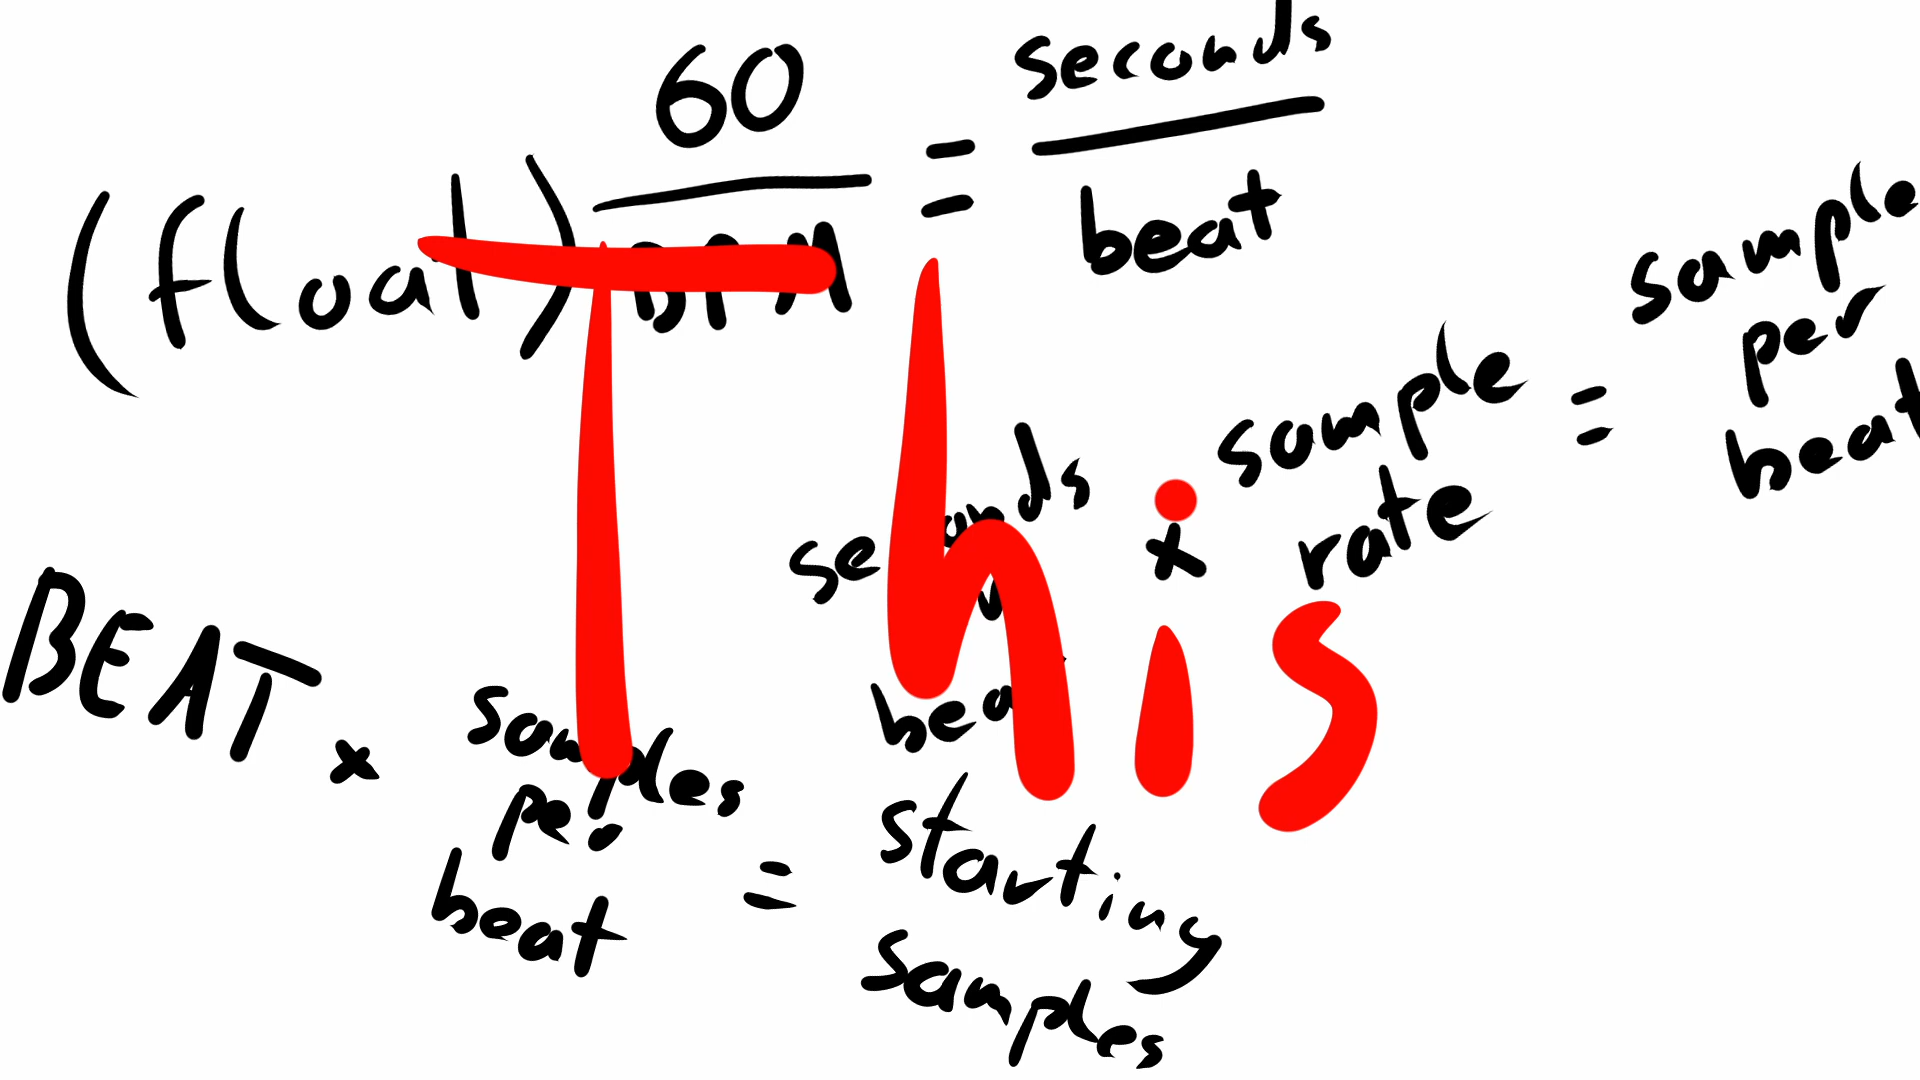 (float) 60 / BPM = seconds / beat
seconds / beat × sample rate = sample per beat
BEAT × samples per beat = starting samples
This